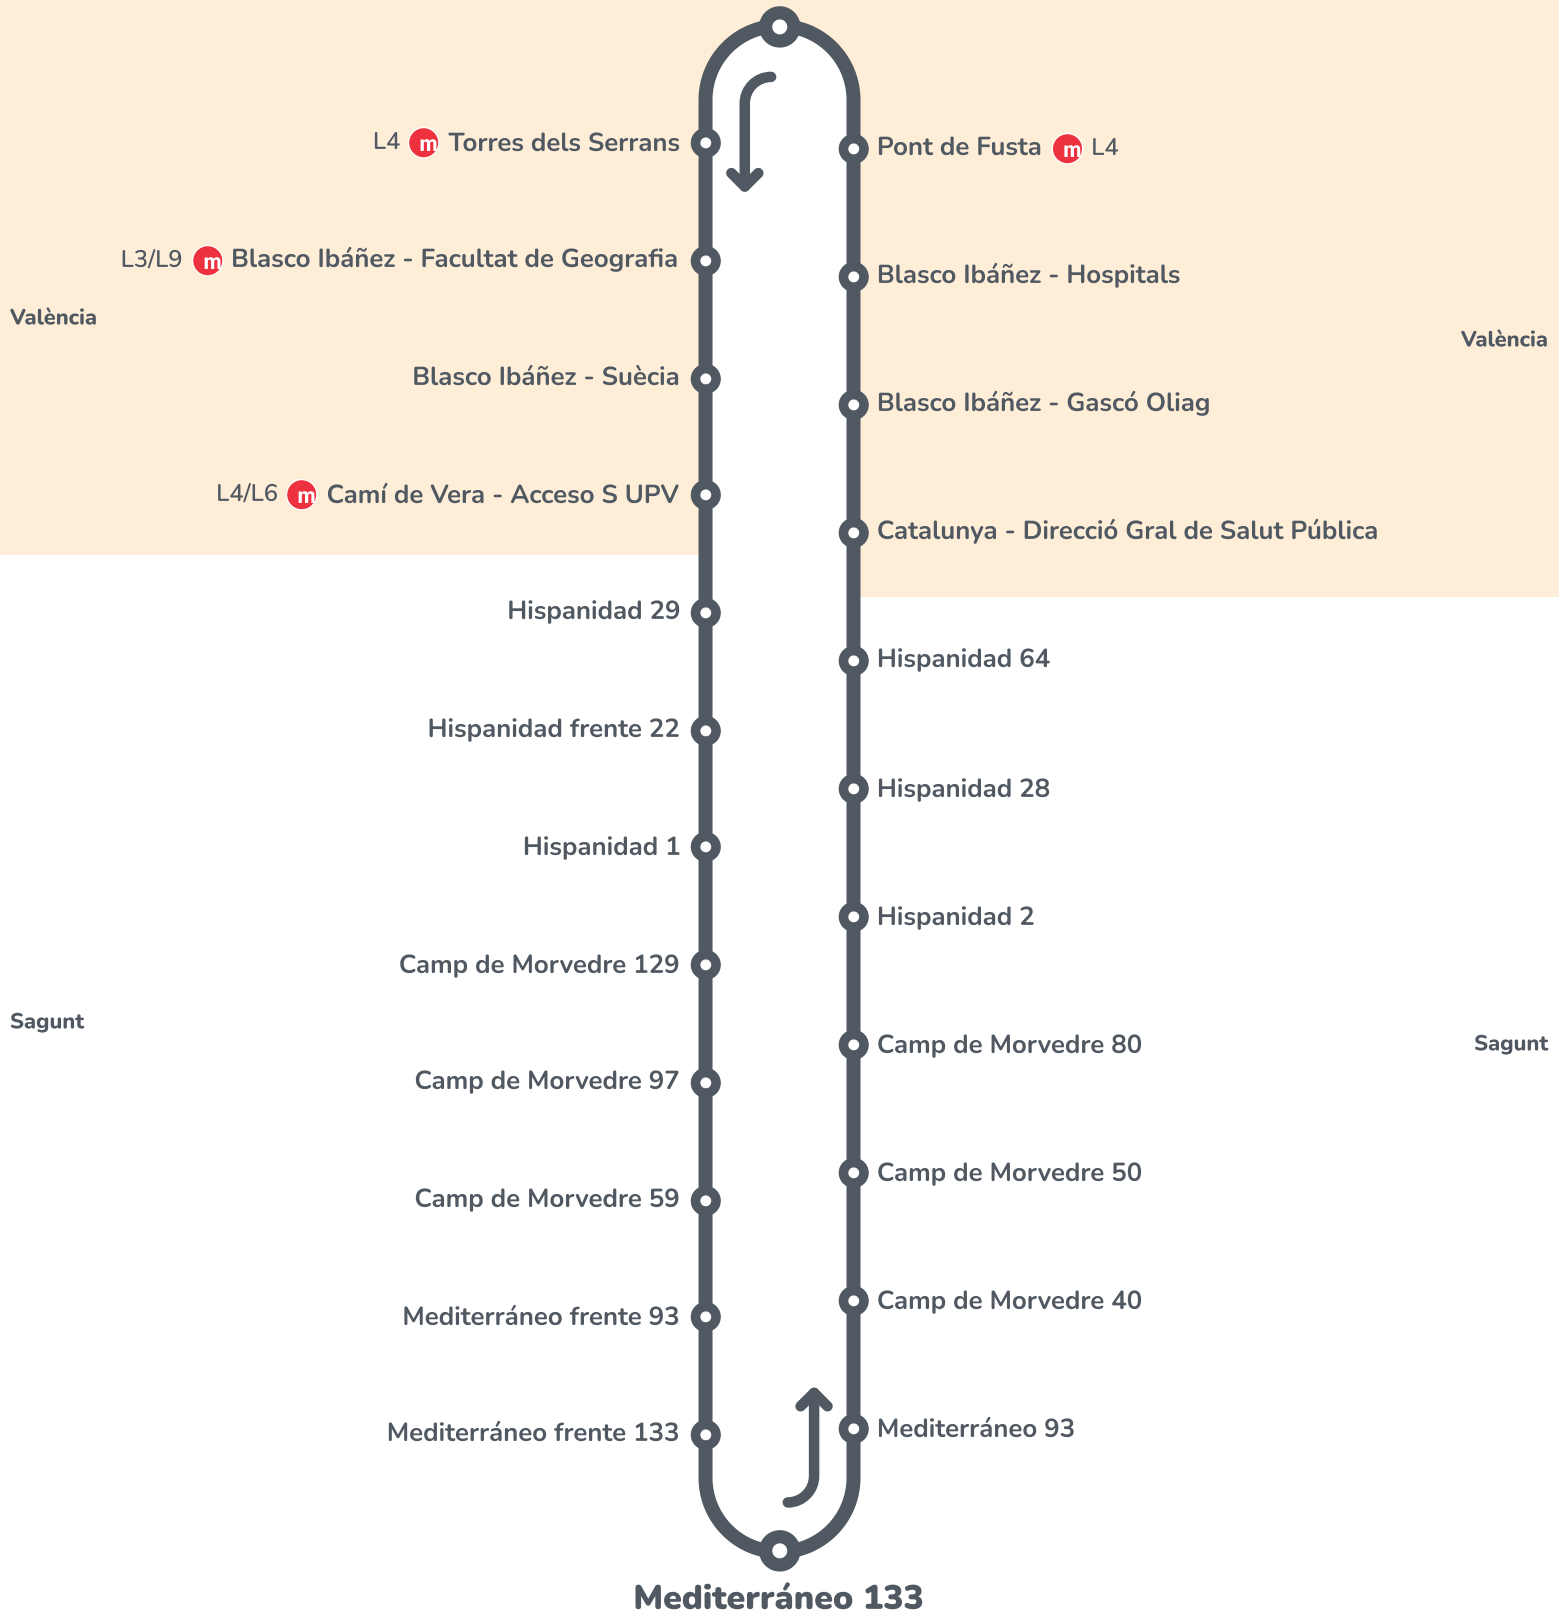 L4 m Torres dels Serrans
L3/L9 m Blasco Ibáñez - Facultat de Geografia
València
Blasco Ibáñez - Suècia
L4/L6 m Camí de Vera - Acceso S UPV
Hispanidad 29
Hispanidad frente 22
Hispanidad 1
Camp de Morvedre 129
Sagunt
Camp de Morvedre 97
Camp de Morvedre 59
Mediterráneo frente 93
Mediterráneo frente 133
Pont de Fusta m L4
Blasco Ibáñez - Hospitals
València
Blasco Ibáñez - Gascó Oliag
Catalunya - Direcció Gral de Salut Pública
Hispanidad 64
Hispanidad 28
Hispanidad 2
Camp de Morvedre 80
Sagunt
Camp de Morvedre 50
Camp de Morvedre 40
Mediterráneo 93
Mediterráneo 133